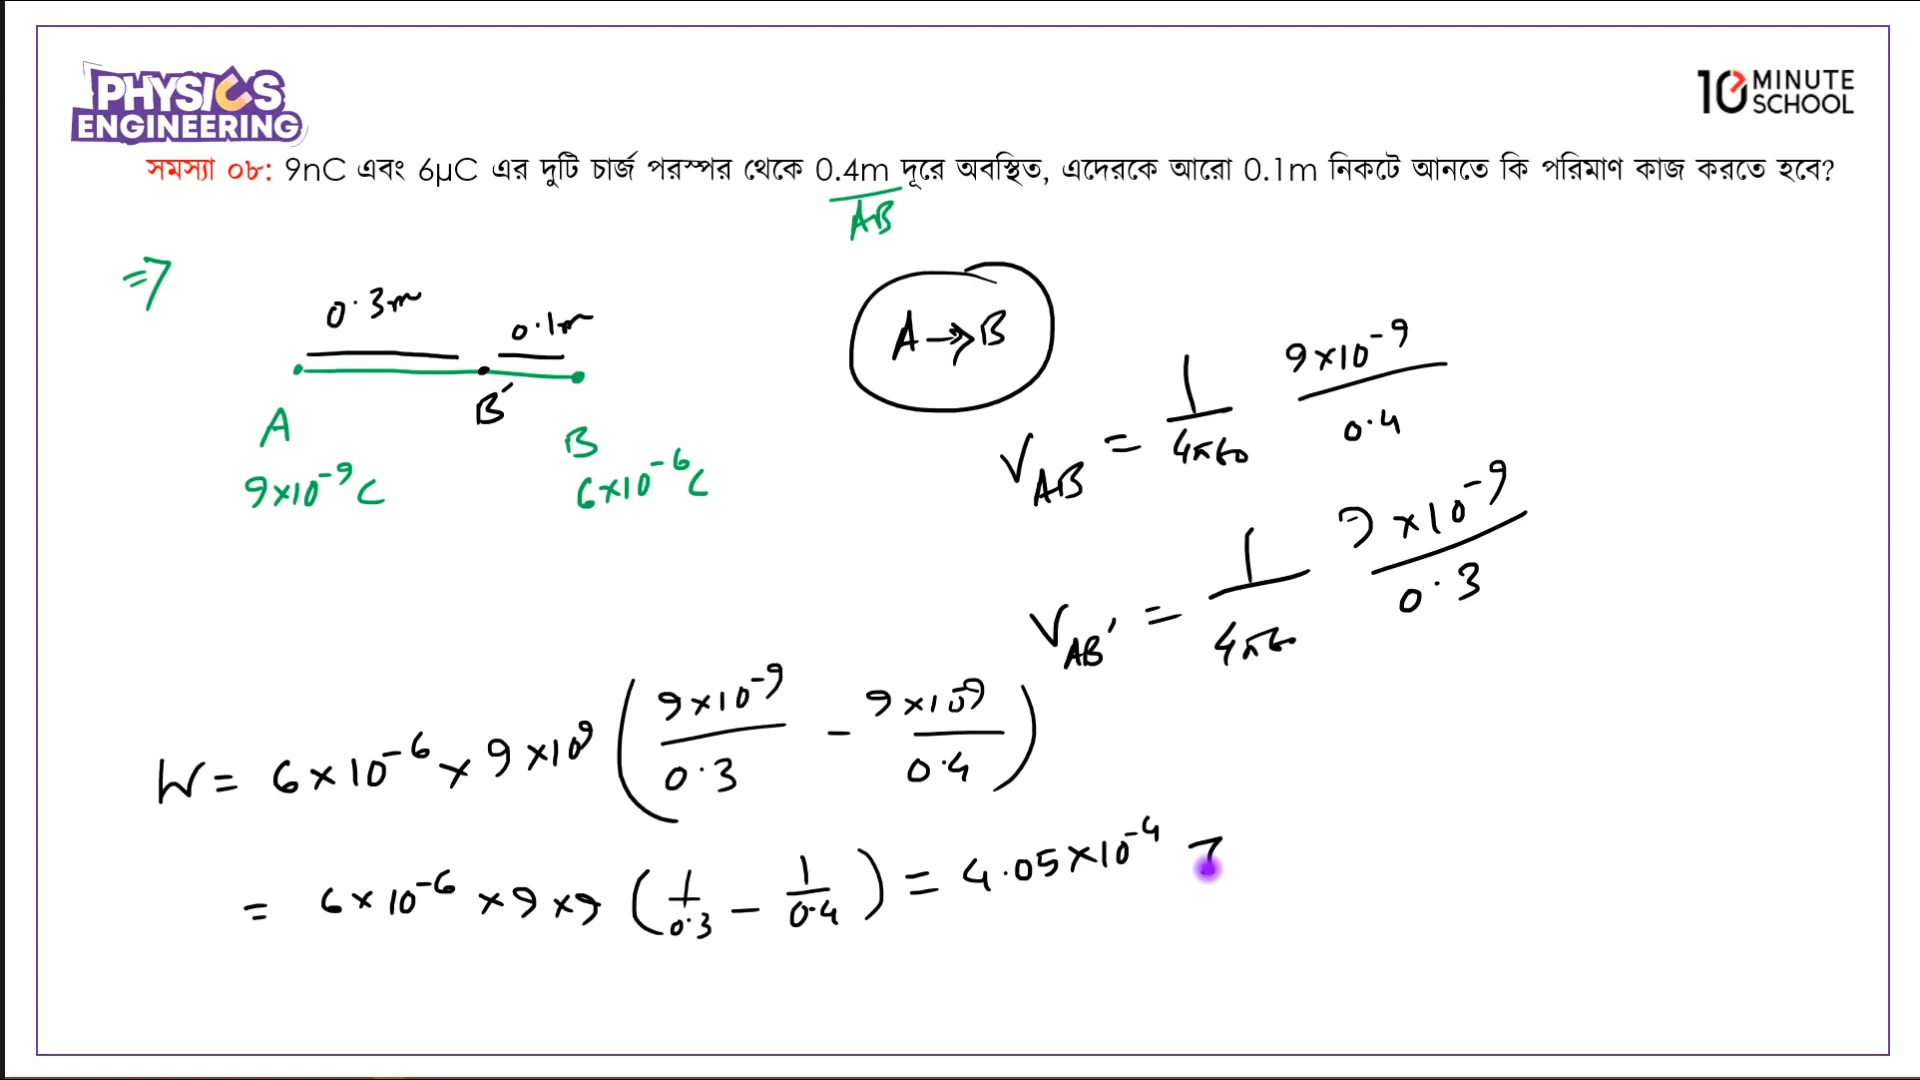 PHYSICS
ENGINEERING
10 MINUTE
SCHOOL
সমস্যা ০৮: 9nC এবং 6μC এর দুটি চার্জ পরস্পর থেকে 0.4m দূরে অবস্থিত, এদেরকে আরো 0.1m নিকটে আনতে কি পরিমাণ কাজ করতে হবে?
AB
⇒
0.3m 0.1m
A B' B
9×10⁻⁹C 6×10⁻⁶C
A→B
V_AB = 1/4πε₀ 9×10⁻⁹/0.4
V_AB' = 1/4πε₀ 9×10⁻⁹/0.3
W = 6×10⁻⁶ × 9×10⁹ (9×10⁻⁹/0.3 − 9×10⁻⁹/0.4)
= 6×10⁻⁶ ×9×9 (1/0.3 − 1/0.4) = 4.05×10⁻⁴ J